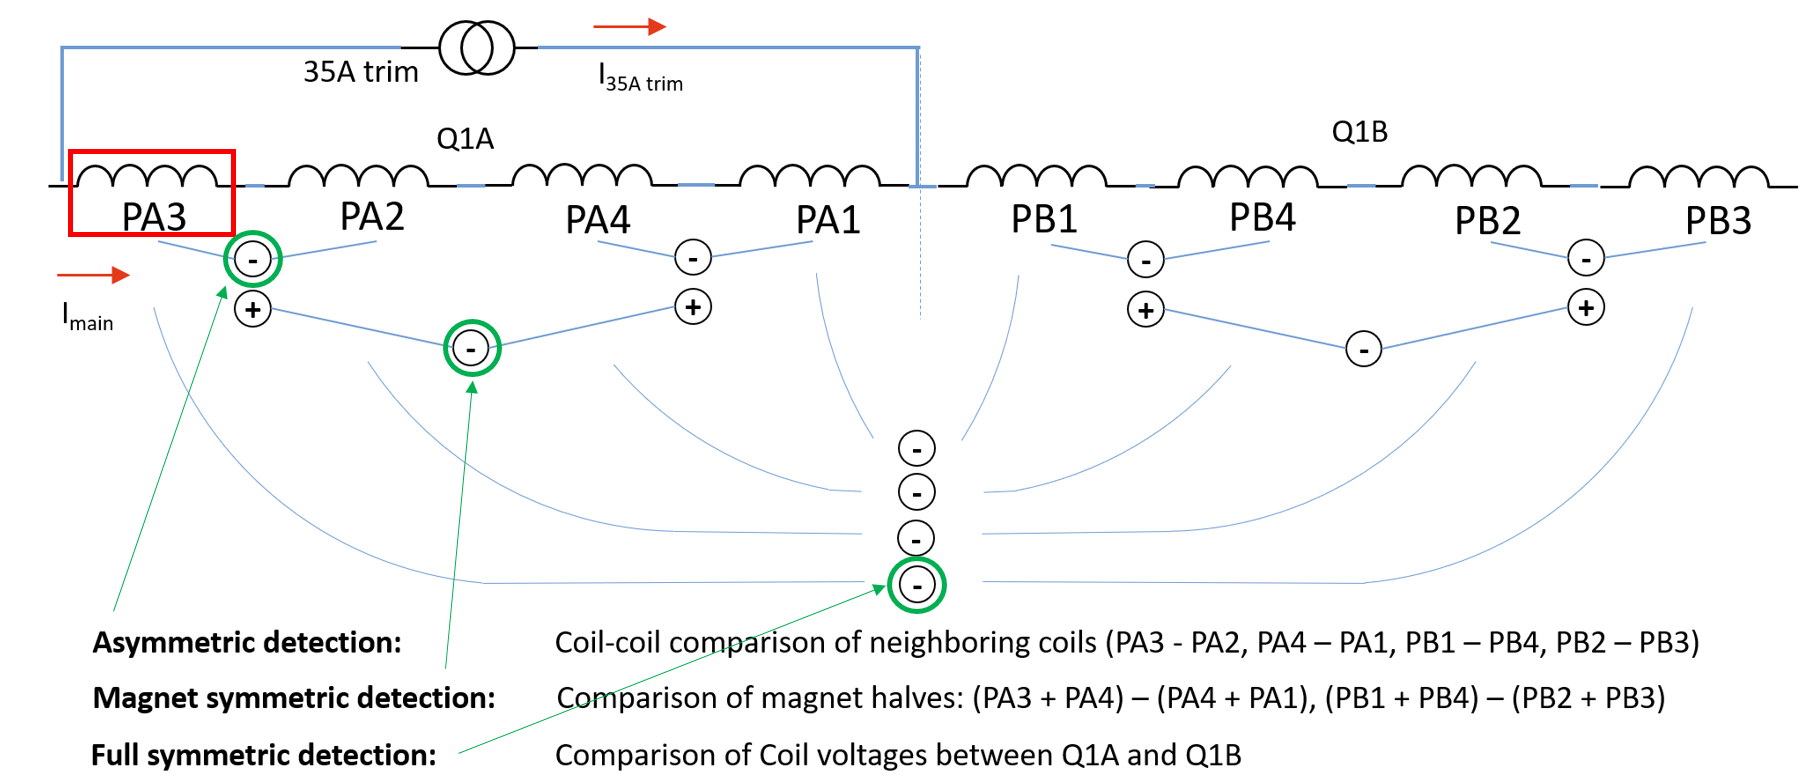 35A trim
I35A trim
Q1A
Q1B
PA3
PA2
PA4
PA1
PB1
PB4
PB2
PB3
- - - -
Imain
+ + + +
- -
-
-
-
-
Asymmetric detection: Coil-coil comparison of neighboring coils (PA3 - PA2, PA4 – PA1, PB1 – PB4, PB2 – PB3)
Magnet symmetric detection: Comparison of magnet halves: (PA3 + PA4) – (PA4 + PA1), (PB1 + PB4) – (PB2 + PB3)
Full symmetric detection: Comparison of Coil voltages between Q1A and Q1B